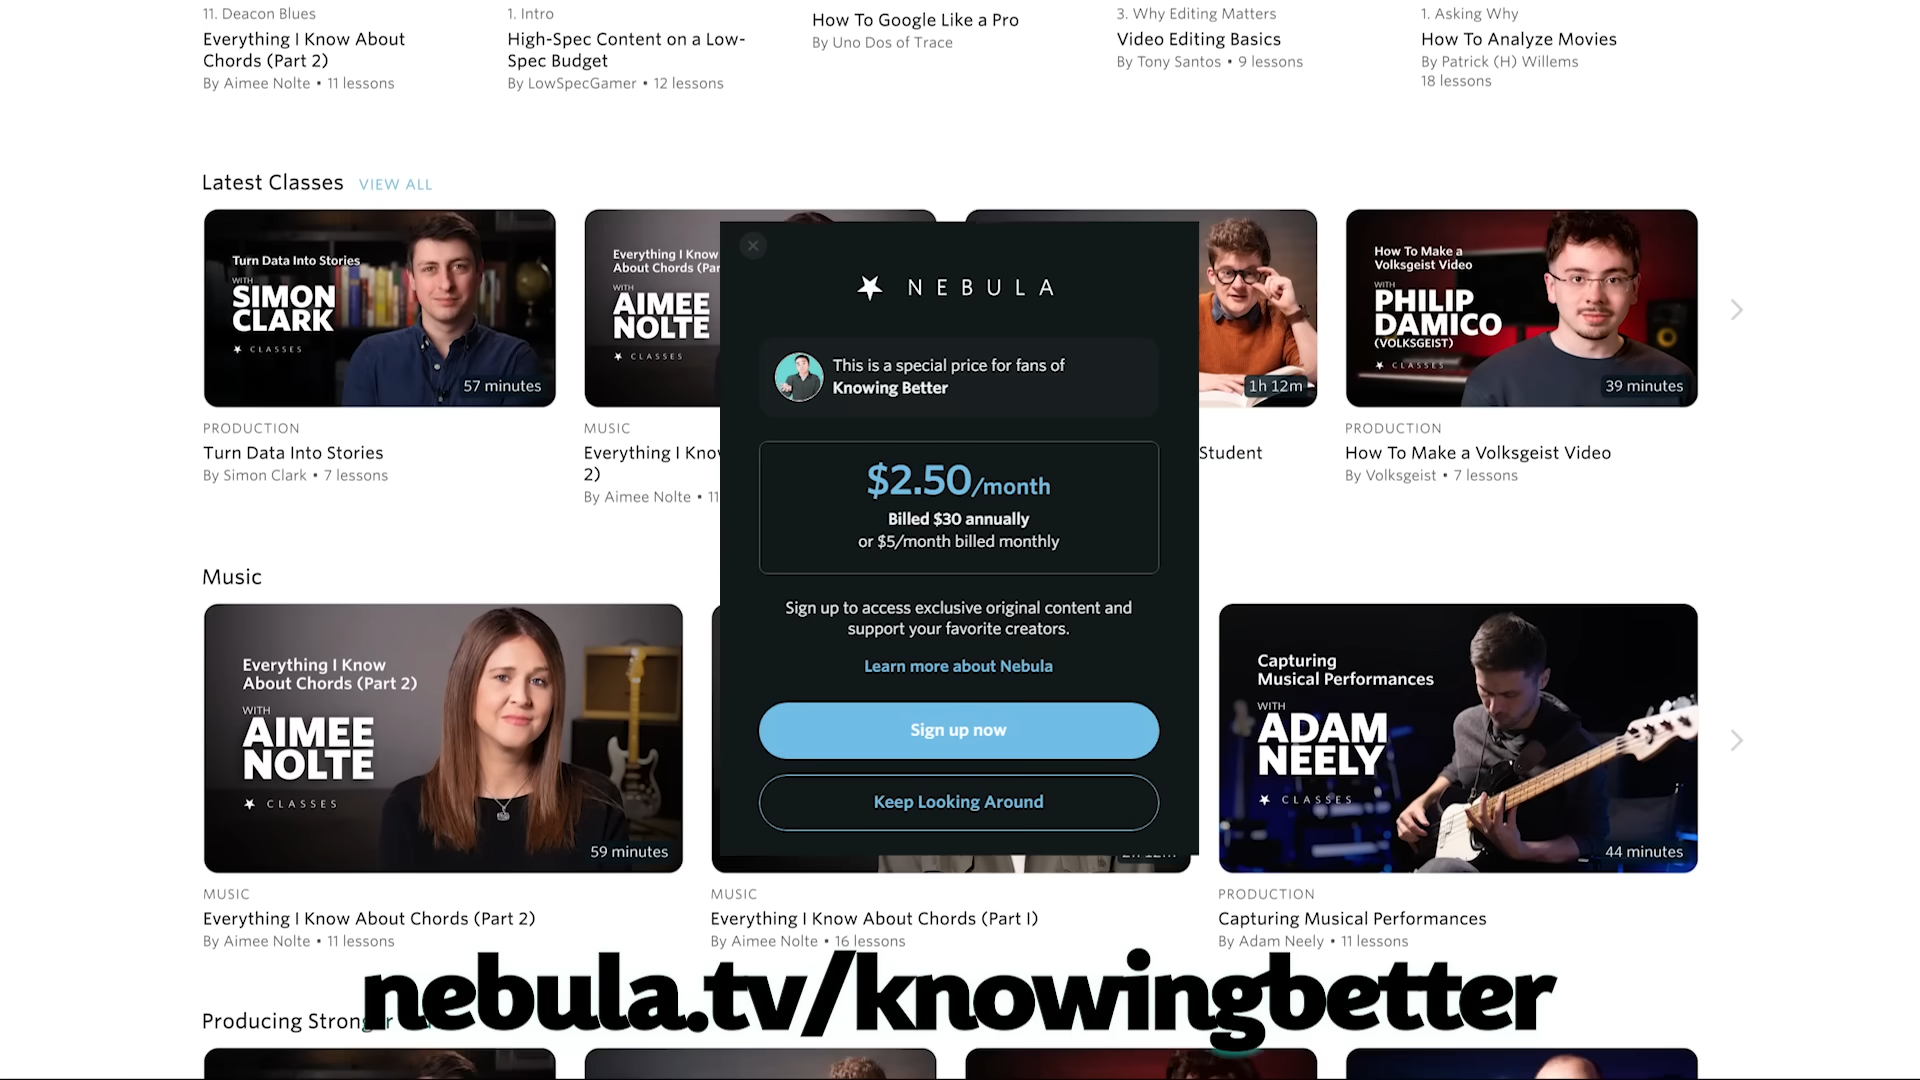 11. Deacon Blues
Everything I Know About
Chords (Part 2)
By Aimee Nolte • 11 lessons
1. Intro
High-Spec Content on a Low-
Spec Budget
By LowSpecGamer • 12 lessons
How To Google Like a Pro
By Uno Dos of Trace
3. Why Editing Matters
Video Editing Basics
By Tony Santos • 9 lessons
1. Asking Why
How To Analyze Movies
By Patrick (H) Willems
18 lessons
Latest Classes VIEW ALL
Turn Data Into Stories
WITH
SIMON
CLARK
CLASSES
57 minutes
PRODUCTION
Turn Data Into Stories
By Simon Clark • 7 lessons
Everything I Know
About Chords (Par
WITH
AIMEE
NOLTE
CLASSES
MUSIC
Everything I Know
2)
By Aimee Nolte • 11
1h 12m
Student
How To Make a
Volksgeist Video
WITH
PHILIP
DAMICO
(VOLKSGEIST)
CLASSES
39 minutes
PRODUCTION
How To Make a Volksgeist Video
By Volksgeist • 7 lessons
NEBULA
This is a special price for fans of
Knowing Better
$2.50/month
Billed $30 annually
or $5/month billed monthly
Sign up to access exclusive original content and
support your favorite creators.
Learn more about Nebula
Sign up now
Keep Looking Around
Music
Everything I Know
About Chords (Part 2)
WITH
AIMEE
NOLTE
CLASSES
59 minutes
MUSIC
Everything I Know About Chords (Part 2)
By Aimee Nolte • 11 lessons
MUSIC
Everything I Know About Chords (Part I)
By Aimee Nolte • 16 lessons
Capturing
Musical Performances
WITH
ADAM
NEELY
CLASSES
44 minutes
PRODUCTION
Capturing Musical Performances
By Adam Neely • 11 lessons
nebula.tv/knowingbetter
Producing Stronger